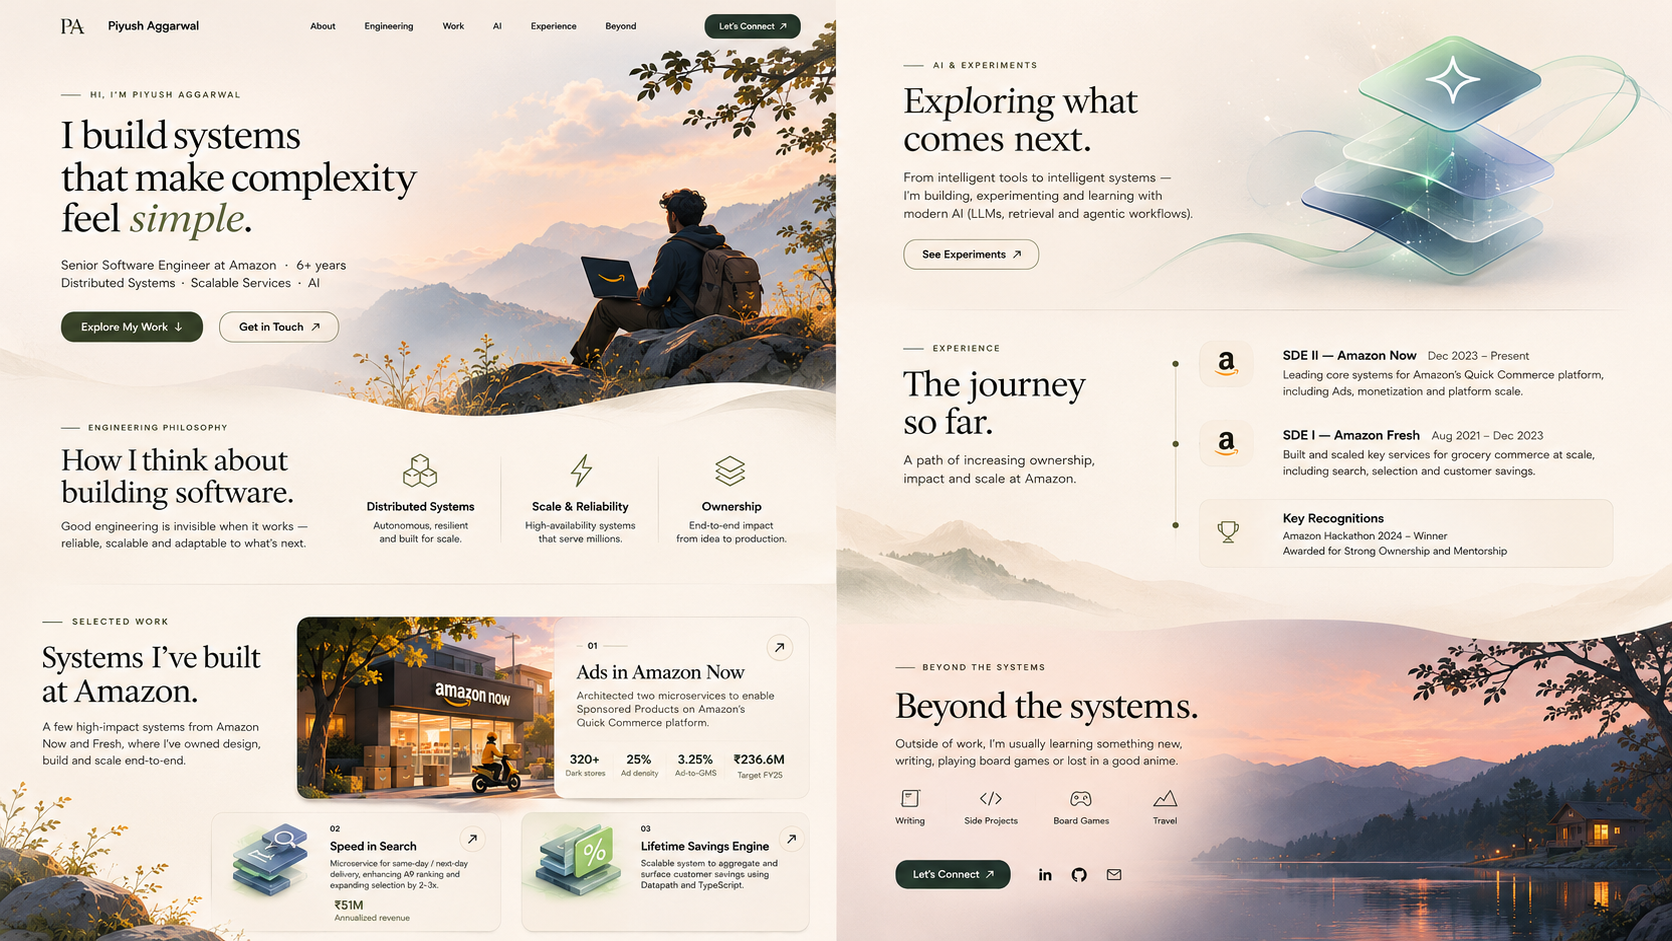 PA
Piyush Aggarwal
About
Engineering
Work
AI
Experience
Beyond
Let's Connect ↗
HI, I'M PIYUSH AGGARWAL
I build systems
that make complexity
feel simple.
Senior Software Engineer at Amazon · 6+ years
Distributed Systems · Scalable Services · AI
Explore My Work ↓
Get in Touch ↗
ENGINEERING PHILOSOPHY
How I think about
building software.
Good engineering is invisible when it works —
reliable, scalable and adaptable to what's next.
Distributed Systems
Autonomous, resilient
and built for scale.
Scale & Reliability
High-availability systems
that serve millions.
Ownership
End-to-end impact
from idea to production.
SELECTED WORK
Systems I've built
at Amazon.
A few high-impact systems from Amazon
Now and Fresh, where I've owned design,
build and scale end-to-end.
amazon now
01
Ads in Amazon Now
Architected two microservices to enable
Sponsored Products on Amazon's
Quick Commerce platform.
320+
Dark stores
25%
Ad density
3.25%
Ad-to-GMS
₹236.6M
Target FY25
02
Speed in Search
Microservice for same-day / next-day
delivery, enhancing A9 ranking and
expanding selection by 2-3x.
₹51M
Annualized revenue
%
03
Lifetime Savings Engine
Scalable system to aggregate and
surface customer savings using
Datapath and TypeScript.
AI & EXPERIMENTS
Exploring what
comes next.
From intelligent tools to intelligent systems —
I'm building, experimenting and learning with
modern AI (LLMs, retrieval and agentic workflows).
See Experiments ↗
EXPERIENCE
The journey
so far.
A path of increasing ownership,
impact and scale at Amazon.
a
SDE II — Amazon Now Dec 2023 – Present
Leading core systems for Amazon's Quick Commerce platform,
including Ads, monetization and platform scale.
a
SDE I — Amazon Fresh Aug 2021 – Dec 2023
Built and scaled key services for grocery commerce at scale,
including search, selection and customer savings.
Key Recognitions
Amazon Hackathon 2024 – Winner
Awarded for Strong Ownership and Mentorship
BEYOND THE SYSTEMS
Beyond the systems.
Outside of work, I'm usually learning something new,
writing, playing board games or lost in a good anime.
Writing
Side Projects
Board Games
Travel
Let's Connect ↗
in